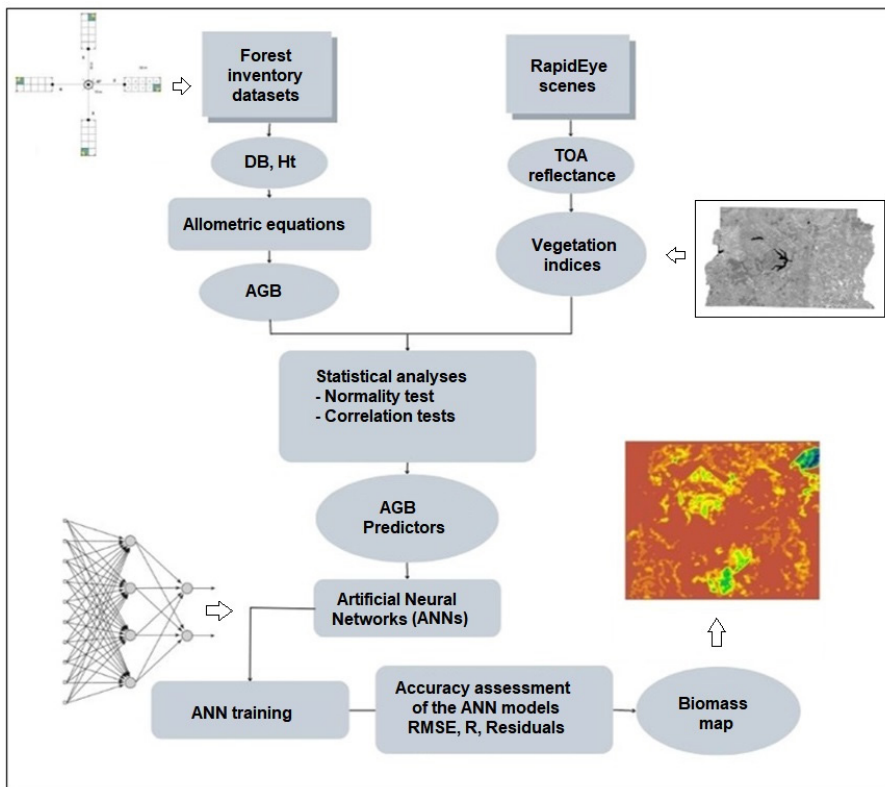 Forest
inventory
datasets
RapidEye
scenes
DB, Ht
TOA
reflectance
Allometric equations
Vegetation
indices
AGB
Statistical analyses
- Normality test
- Correlation tests
AGB
Predictors
Artificial Neural
Networks (ANNs)
ANN training
Accuracy assessment
of the ANN models
RMSE, R, Residuals
Biomass
map